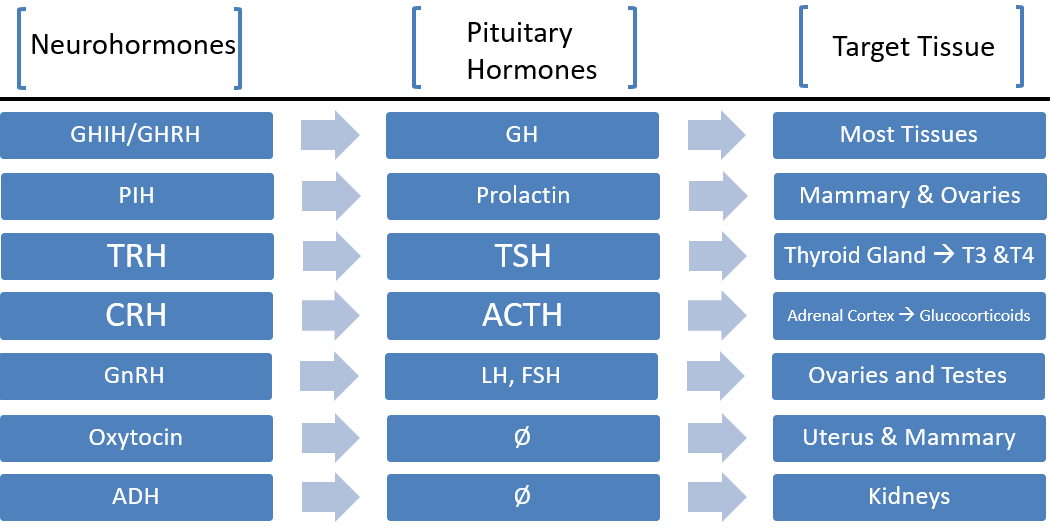 Neurohormones
Pituitary
Hormones
Target Tissue
GHIH/GHRH
GH
Most Tissues
PIH
Prolactin
Mammary & Ovaries
TRH
TSH
Thyroid Gland → T3 &T4
CRH
ACTH
Adrenal Cortex → Glucocorticoids
GnRH
LH, FSH
Ovaries and Testes
Oxytocin
Ø
Uterus & Mammary
ADH
Ø
Kidneys